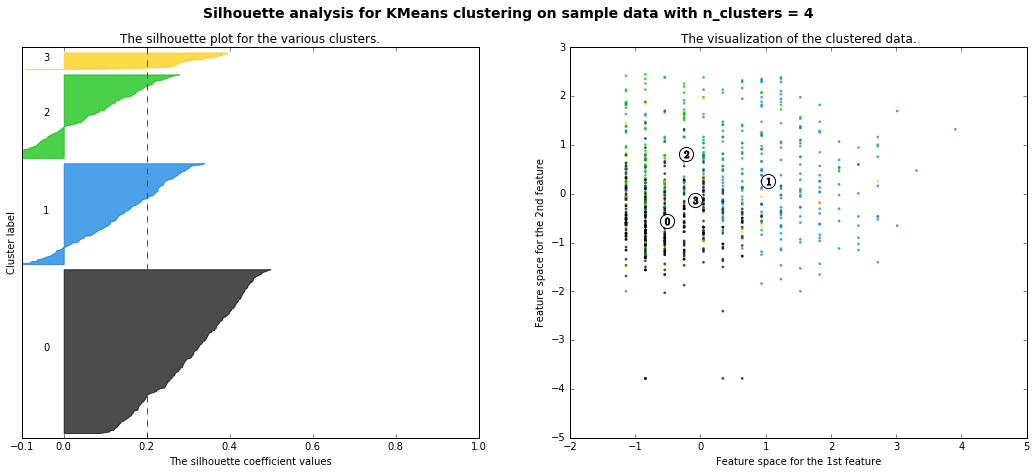 Silhouette analysis for KMeans clustering on sample data with n_clusters = 4
The silhouette plot for the various clusters.
3
2
1
0
Cluster label
−0.1 0.0 0.2 0.4 0.6 0.8 1.0
The silhouette coefficient values
The visualization of the clustered data.
3
2
1
0
−1
−2
−3
−4
−5
Feature space for the 2nd feature
2
1
3
0
−2 −1 0 1 2 3 4 5
Feature space for the 1st feature